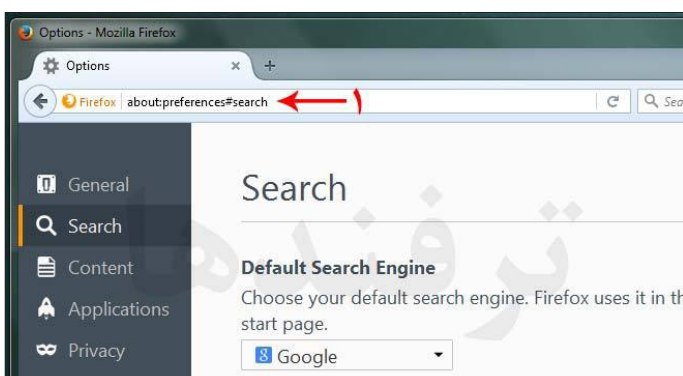 Options - Mozilla Firefox
Options
Firefox about:preferences#search
۱
General
Search
Content
Applications
Privacy
Search
Default Search Engine
Choose your default search engine. Firefox uses it in th
start page.
Google
ترفندها